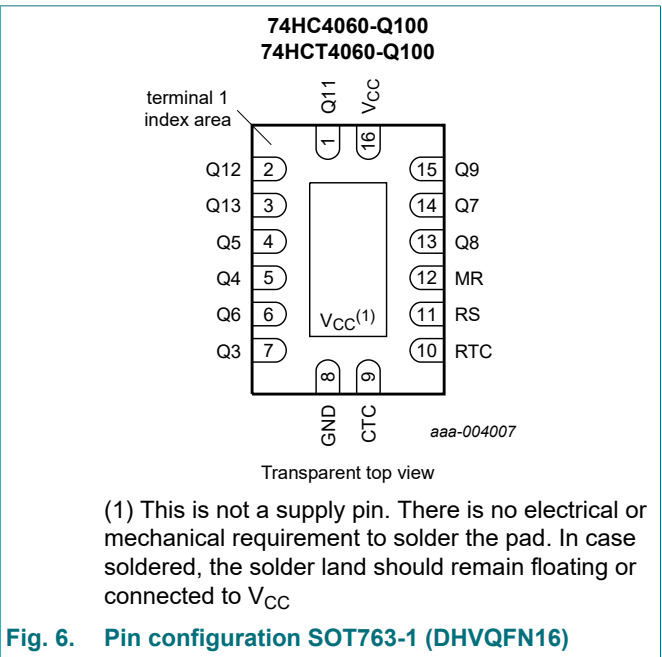 74HC4060-Q100
74HCT4060-Q100
terminal 1
index area
Q11
VCC
1
16
Q12 2
15 Q9
Q13 3
14 Q7
Q5 4
13 Q8
Q4 5
12 MR
Q6 6
11 RS
VCC(1)
Q3 7
10 RTC
8
9
GND
CTC
aaa-004007
Transparent top view
(1) This is not a supply pin. There is no electrical or
mechanical requirement to solder the pad. In case
soldered, the solder land should remain floating or
connected to VCC
Fig. 6. Pin configuration SOT763-1 (DHVQFN16)